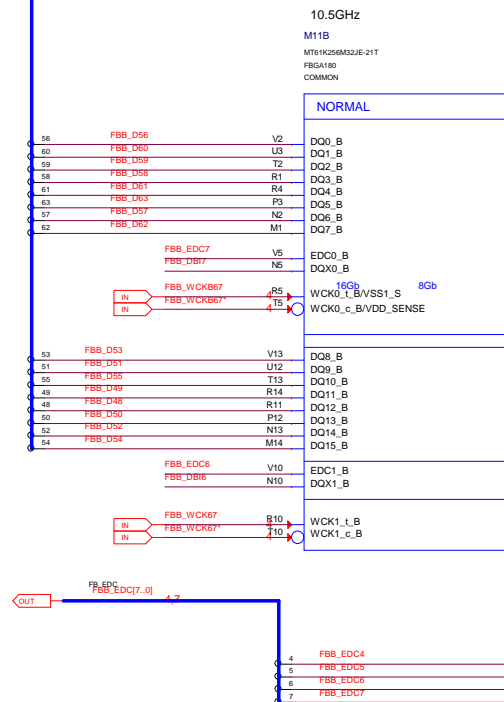 10.5GHz
M11B
MT61K256M32JE-21T
FBGA180
COMMON
NORMAL
56 FBB_D56 V2 DQ0_B
60 FBB_D60 U3 DQ1_B
59 FBB_D59 T2 DQ2_B
58 FBB_D58 R1 DQ3_B
61 FBB_D61 R4 DQ4_B
63 FBB_D63 P3 DQ5_B
57 FBB_D57 N2 DQ6_B
62 FBB_D62 M1 DQ7_B
FBB_EDC7 V5 EDC0_B
FBB_DBI7 N5 DQX0_B
16Gb 8Gb
IN FBB_WCKB67 4 R5 WCK0_t_B/VSS1_S
IN FBB_WCKB67* 4 T5 WCK0_c_B/VDD_SENSE
53 FBB_D53 V13 DQ8_B
51 FBB_D51 U12 DQ9_B
55 FBB_D55 T13 DQ10_B
49 FBB_D49 R14 DQ11_B
48 FBB_D48 R11 DQ12_B
50 FBB_D50 P12 DQ13_B
52 FBB_D52 N13 DQ14_B
54 FBB_D54 M14 DQ15_B
FBB_EDC6 V10 EDC1_B
FBB_DBI6 N10 DQX1_B
IN FBB_WCK67 4 R10 WCK1_t_B
IN FBB_WCK67* 4 T10 WCK1_c_B
FB_EDC
OUT FBB_EDC[7..0] 4,7
4 FBB_EDC4
5 FBB_EDC5
6 FBB_EDC6
7 FBB_EDC7